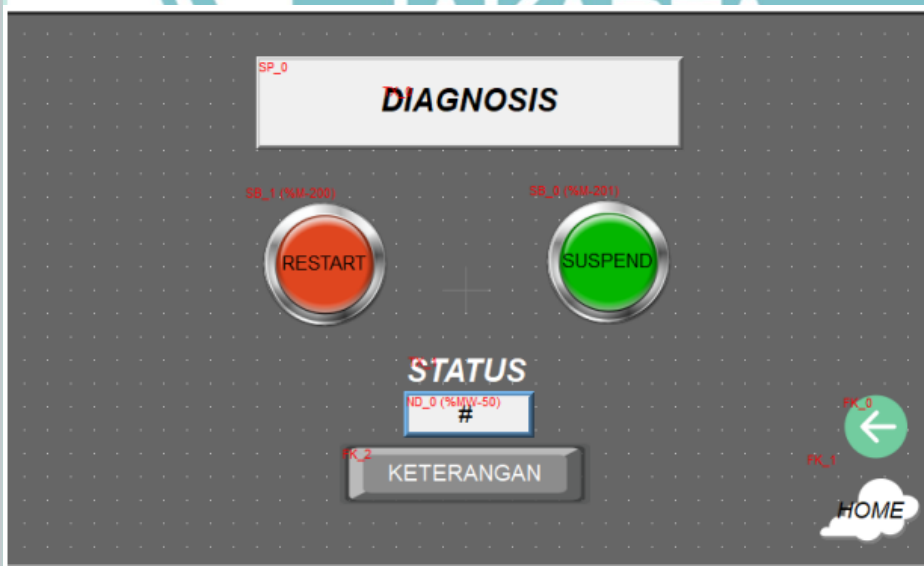 SP_0
DIAGNOSIS
SB_1 (%M-200)
SB_0 (%M-201)
RESTART
SUSPEND
STATUS
ND_0 (%MW-50)
#
FK_0
FK_2
KETERANGAN
FK_1
HOME